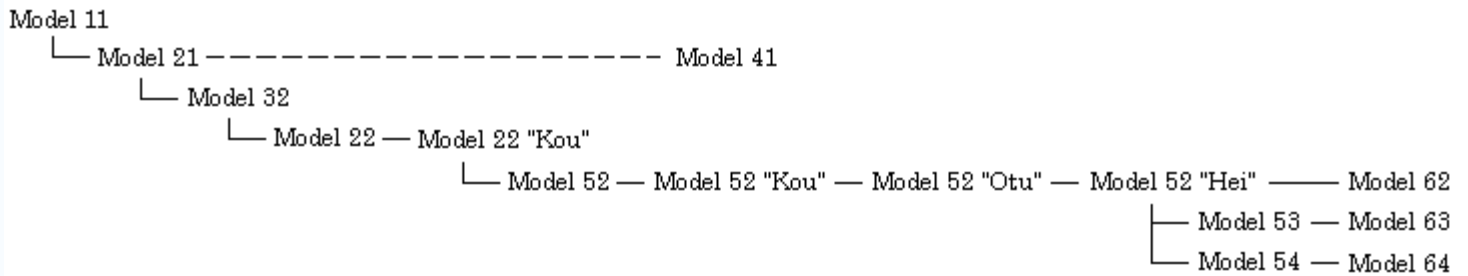 Model 11
Model 21 Model 41
Model 32
Model 22 Model 22 "Kou"
Model 52 Model 52 "Kou" Model 52 "Otu" Model 52 "Hei" Model 62
Model 53 Model 63
Model 54 Model 64